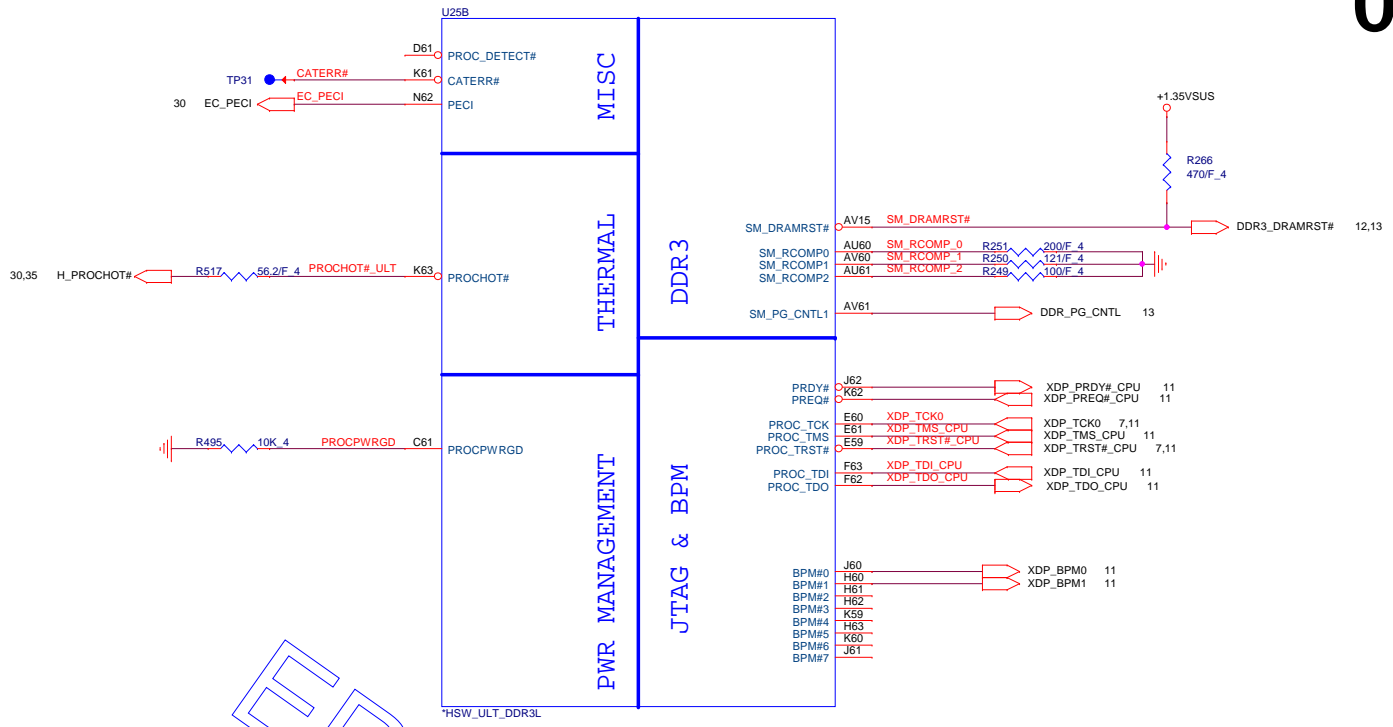 0
U25B
D61 PROC_DETECT#
TP31 CATERR# K61 CATERR#
30 EC_PECI EC_PECI N62 PECI
MISC
THERMAL
30,35 H_PROCHOT# R517 56.2/F_4 PROCHOT#_ULT K63 PROCHOT#
PWR MANAGEMENT
R495 10K_4 PROCPWRGD C61 PROCPWRGD
DDR3
+1.35VSUS
R266
470/F_4
SM_DRAMRST# AV15 SM_DRAMRST# DDR3_DRAMRST# 12,13
SM_RCOMP0 AU60 SM_RCOMP_0 R251 200/F_4
SM_RCOMP1 AV60 SM_RCOMP_1 R250 121/F_4
SM_RCOMP2 AU61 SM_RCOMP_2 R249 100/F_4
SM_PG_CNTL1 AV61 DDR_PG_CNTL 13
JTAG & BPM
PRDY# J62 XDP_PRDY#_CPU 11
PREQ# K62 XDP_PREQ#_CPU 11
PROC_TCK E60 XDP_TCK0 XDP_TCK0 7,11
PROC_TMS E61 XDP_TMS_CPU XDP_TMS_CPU 11
PROC_TRST# E59 XDP_TRST#_CPU XDP_TRST#_CPU 7,11
PROC_TDI F63 XDP_TDI_CPU XDP_TDI_CPU 11
PROC_TDO F62 XDP_TDO_CPU XDP_TDO_CPU 11
BPM#0 J60 XDP_BPM0 11
BPM#1 H60 XDP_BPM1 11
BPM#2 H61
BPM#3 H62
BPM#4 K59
BPM#5 H63
BPM#6 K60
BPM#7 J61
*HSW_ULT_DDR3L